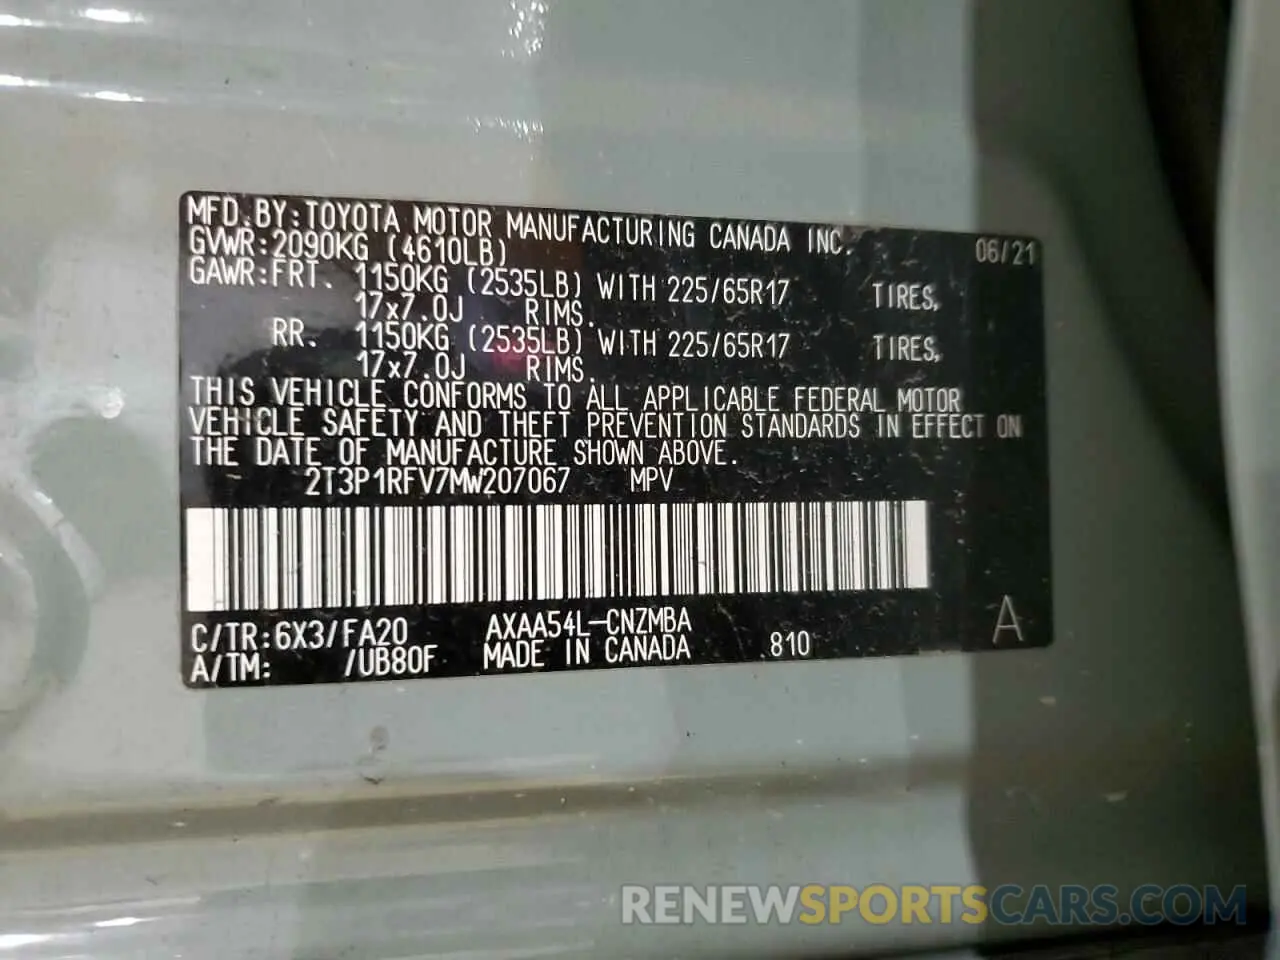 MFD.BY:TOYOTA MOTOR MANUFACTURING CANADA INC. 06/21
GVWR:2090KG (4610LB)
GAWR:FRT. 1150KG (2535LB) WITH 225/65R17 TIRES,
17x7.0J RIMS.
RR. 1150KG (2535LB) WITH 225/65R17 TIRES,
17x7.0J RIMS.
THIS VEHICLE CONFORMS TO ALL APPLICABLE FEDERAL MOTOR
VEHICLE SAFETY AND THEFT PREVENTION STANDARDS IN EFFECT ON
THE DATE OF MANUFACTURE SHOWN ABOVE.
2T3P1RFV7MW207067 MPV
C/TR:6X3/FA20 AXAA54L-CNZMBA A
A/TM: /UB80F MADE IN CANADA 810
RENEWSPORTSCARS.COM